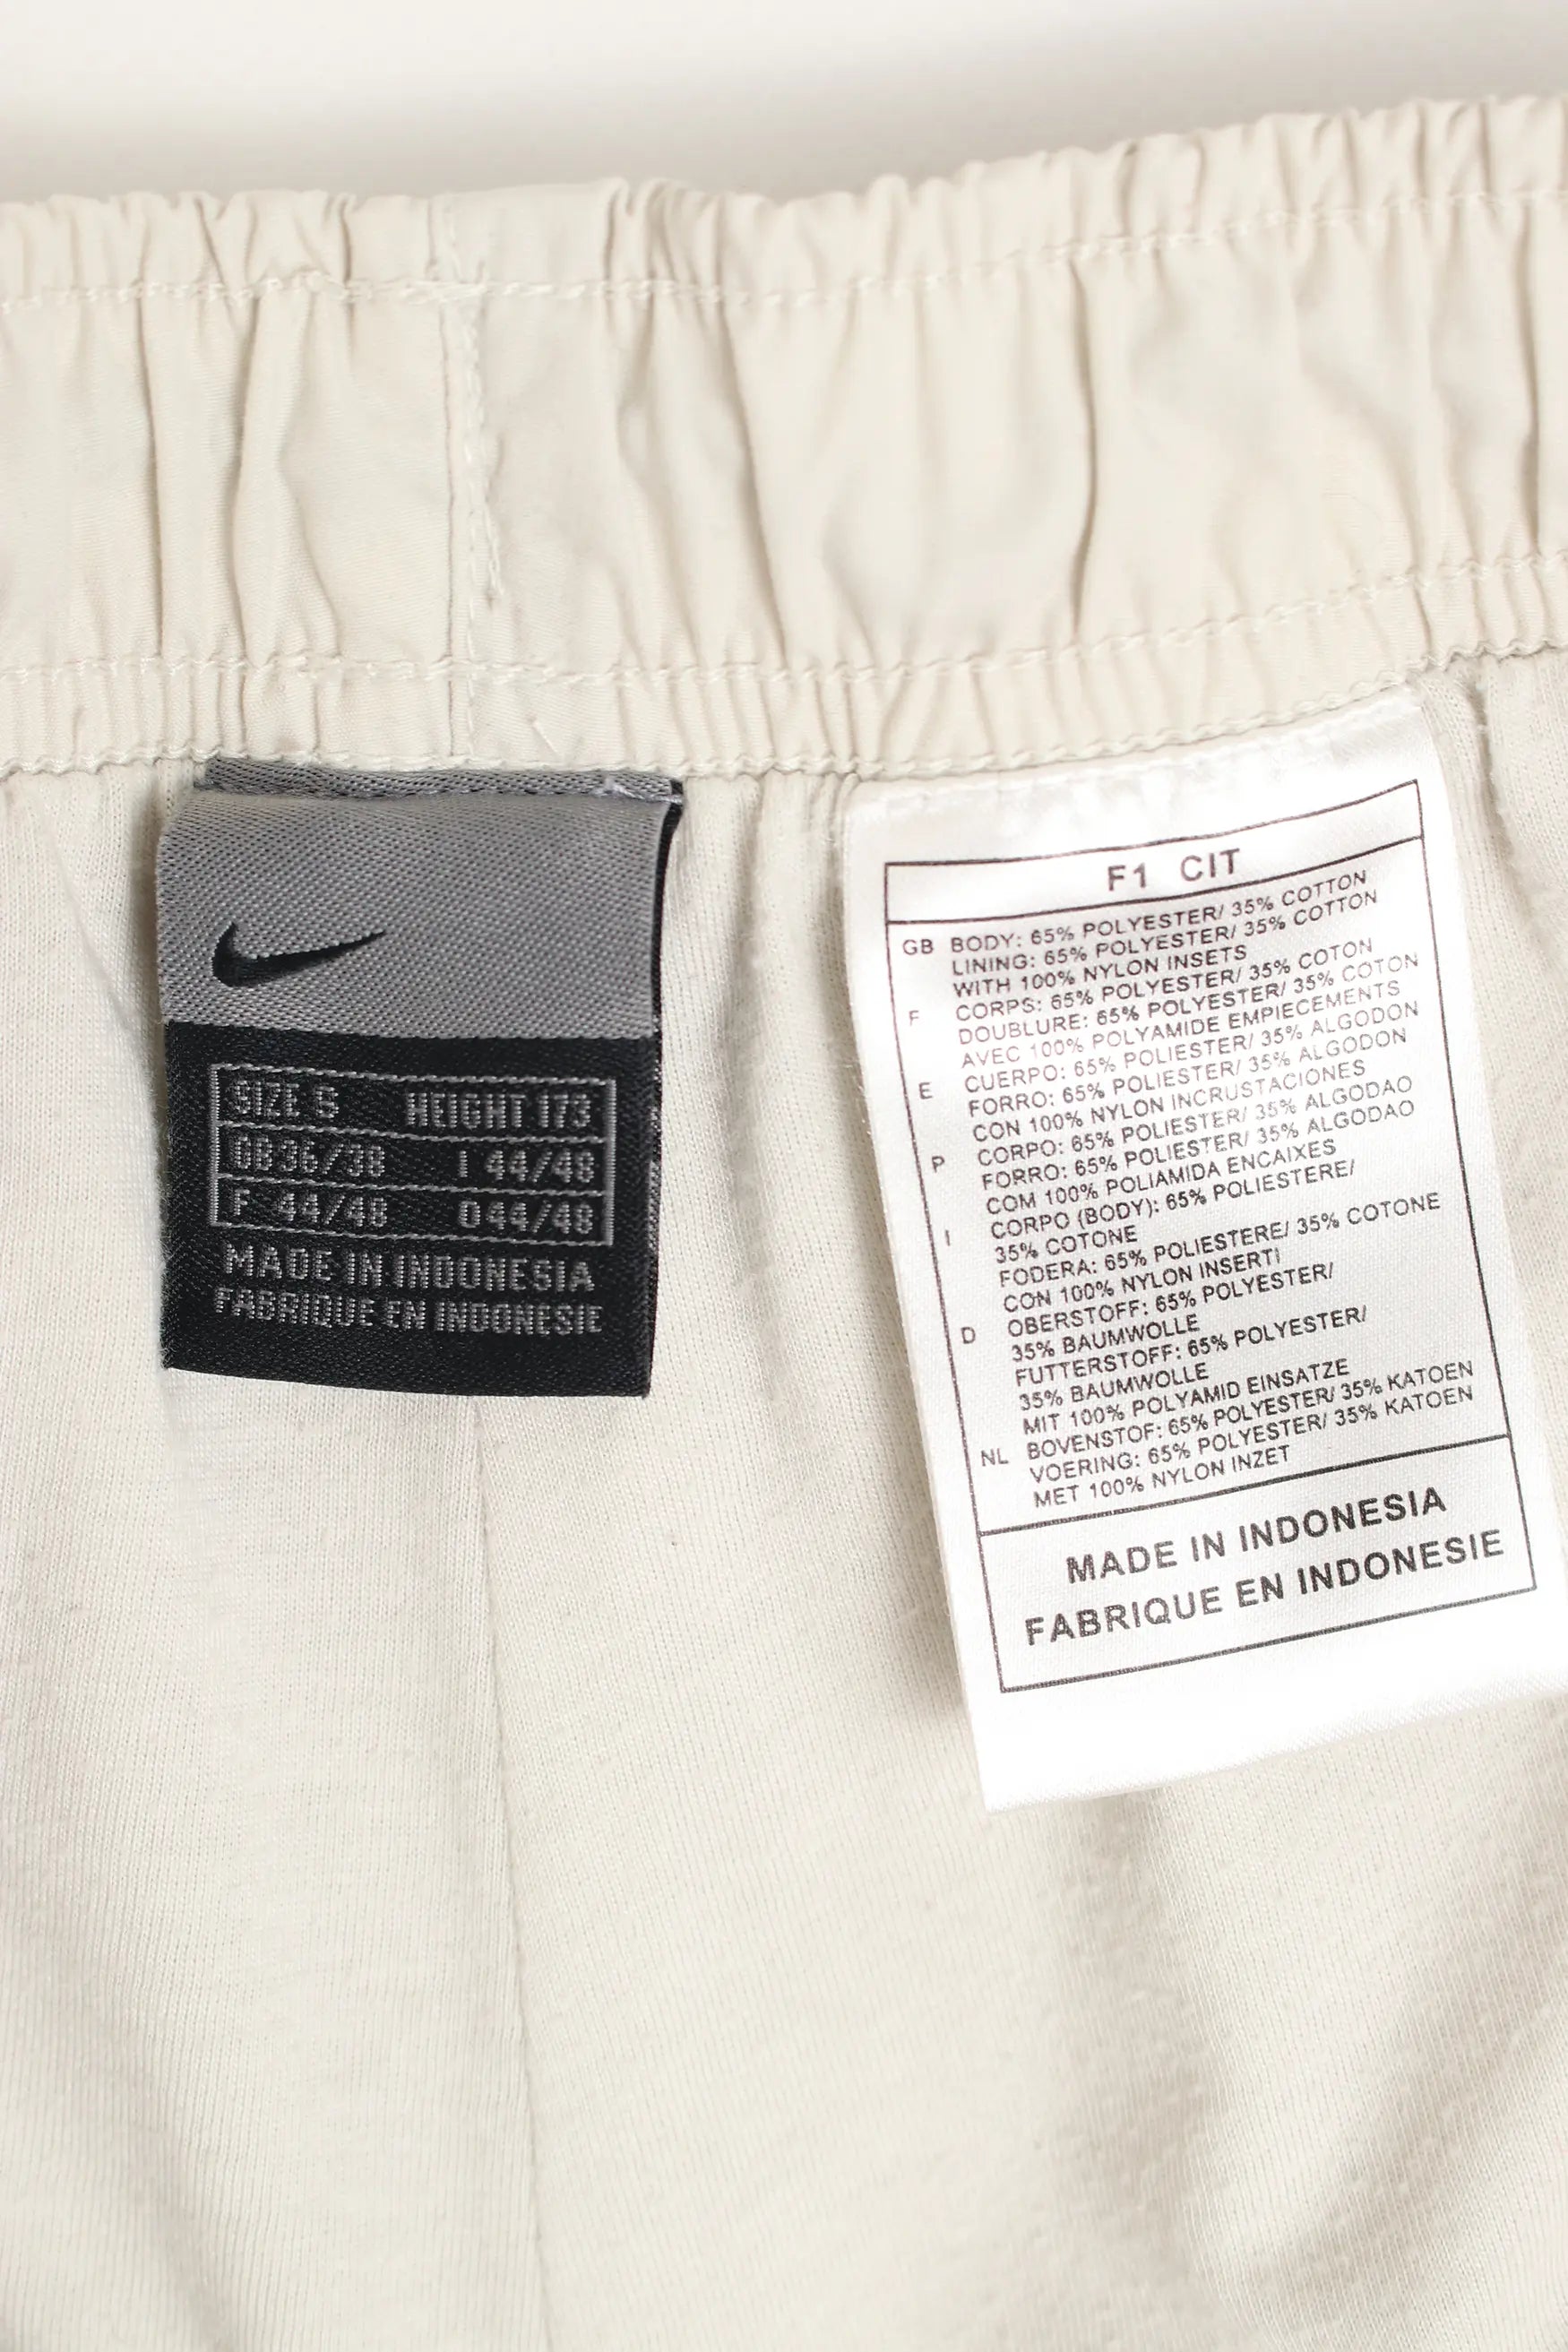 SIZE S HEIGHT 173
GB 36/38 I 44/48
F 44/48 D 44/48
MADE IN INDONESIA
FABRIQUE EN INDONESIE
F1 CIT
GB BODY: 65% POLYESTER/ 35% COTTON
LINING: 65% POLYESTER/ 35% COTTON
WITH 100% NYLON INSETS
F CORPS: 65% POLYESTER/ 35% COTON
DOUBLURE: 65% POLYESTER/ 35% COTON
AVEC 100% POLYAMIDE EMPIECEMENTS
E CUERPO: 65% POLIESTER/ 35% ALGODON
FORRO: 65% POLIESTER/ 35% ALGODON
CON 100% NYLON INCRUSTACIONES
P CORPO: 65% POLIESTER/ 35% ALGODAO
FORRO: 65% POLIESTER/ 35% ALGODAO
COM 100% POLIAMIDA ENCAIXES
I CORPO (BODY): 65% POLIESTERE/
35% COTONE
FODERA: 65% POLIESTERE/ 35% COTONE
CON 100% NYLON INSERTI
D OBERSTOFF: 65% POLYESTER/
35% BAUMWOLLE
FUTTERSTOFF: 65% POLYESTER/
35% BAUMWOLLE
MIT 100% POLYAMID EINSATZE
NL BOVENSTOF: 65% POLYESTER/ 35% KATOEN
VOERING: 65% POLYESTER/ 35% KATOEN
MET 100% NYLON INZET
MADE IN INDONESIA
FABRIQUE EN INDONESIE